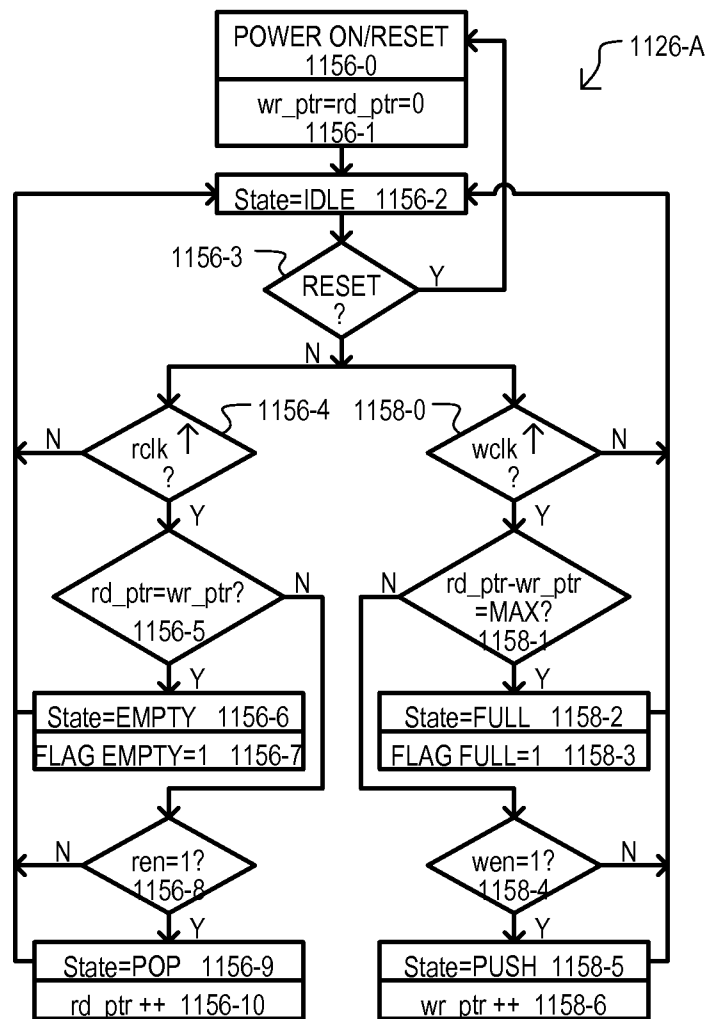 POWER ON/RESET
1156-0
1126-A
wr_ptr=rd_ptr=0
1156-1
State=IDLE 1156-2
1156-3
RESET
?
Y
N
1156-4
1158-0
N
rclk ↑
?
wclk ↑
?
N
Y
Y
rd_ptr=wr_ptr?
1156-5
N
N
rd_ptr-wr_ptr
=MAX?
1158-1
Y
Y
State=EMPTY 1156-6
FLAG EMPTY=1 1156-7
State=FULL 1158-2
FLAG FULL=1 1158-3
N
ren=1?
1156-8
wen=1?
1158-4
N
Y
Y
State=POP 1156-9
rd_ptr ++ 1156-10
State=PUSH 1158-5
wr_ptr ++ 1158-6